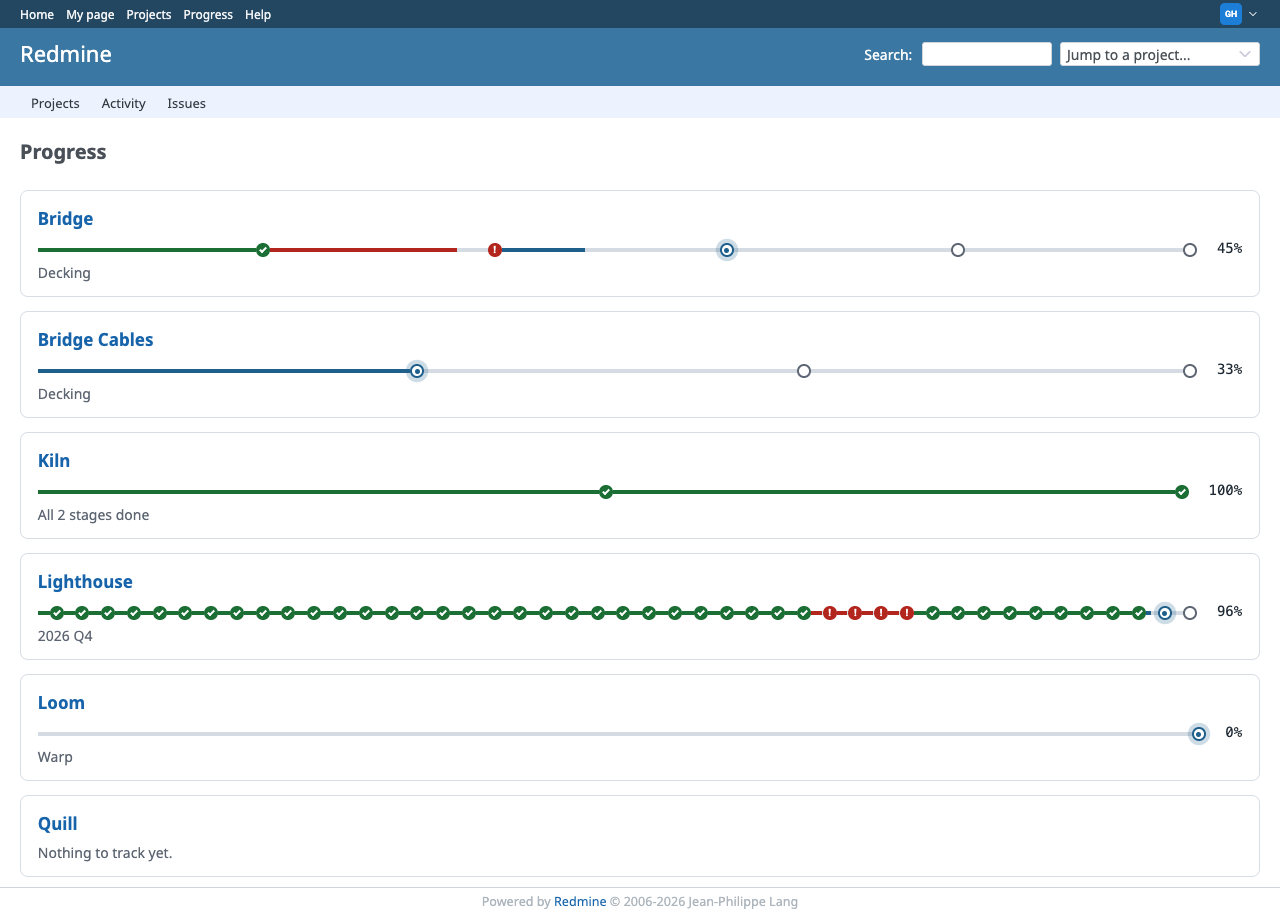 Home My page Projects Progress Help GH
Redmine Search: Jump to a project...
Projects Activity Issues
Progress
Bridge
45%
Decking
Bridge Cables
33%
Decking
Kiln
100%
All 2 stages done
Lighthouse
96%
2026 Q4
Loom
0%
Warp
Quill
Nothing to track yet.
Powered by Redmine © 2006-2026 Jean-Philippe Lang